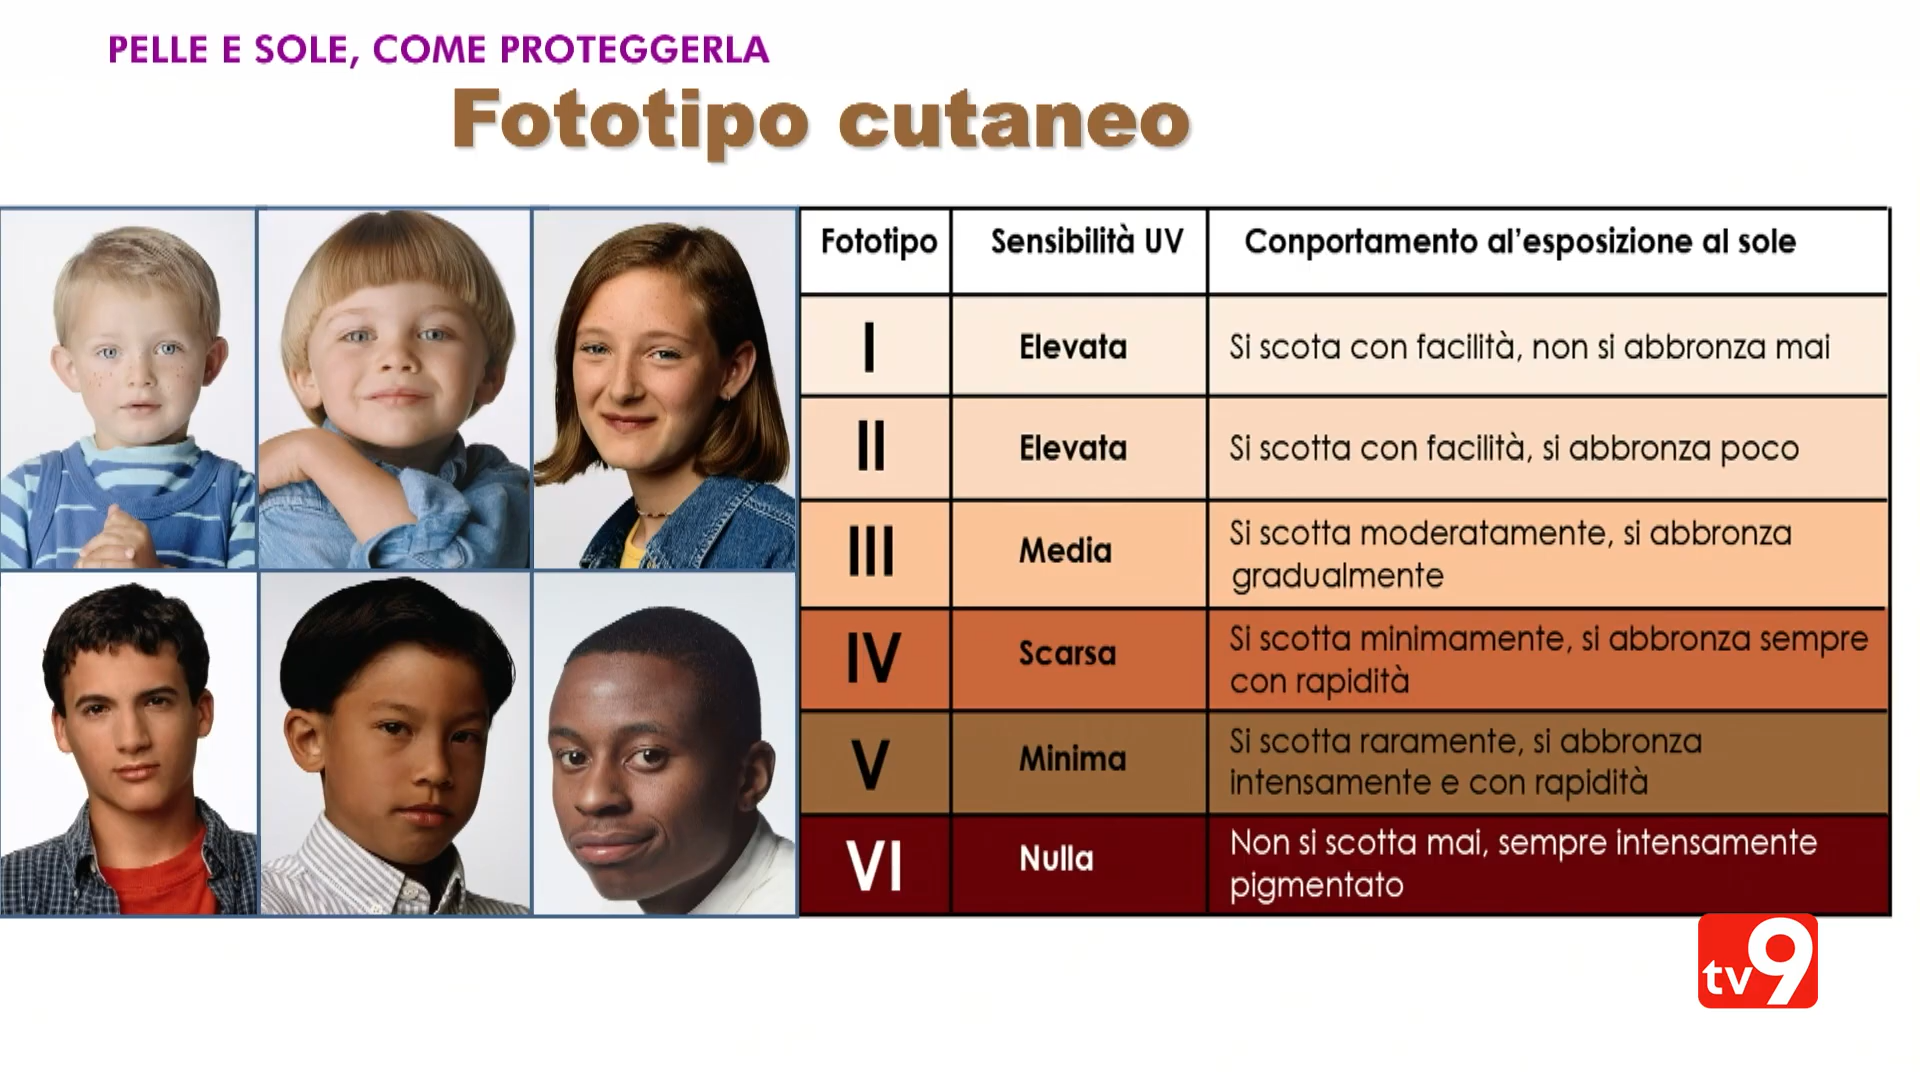 PELLE E SOLE, COME PROTEGGERLA
Fototipo cutaneo
Fototipo Sensibilità UV Conportamento al’esposizione al sole
I Elevata Si scota con facilità, non si abbronza mai
II Elevata Si scotta con facilità, si abbronza poco
III Media Si scotta moderatamente, si abbronza
gradualmente
IV Scarsa Si scotta minimamente, si abbronza sempre
con rapidità
V Minima Si scotta raramente, si abbronza
intensamente e con rapidità
VI Nulla Non si scotta mai, sempre intensamente
pigmentato
tv9